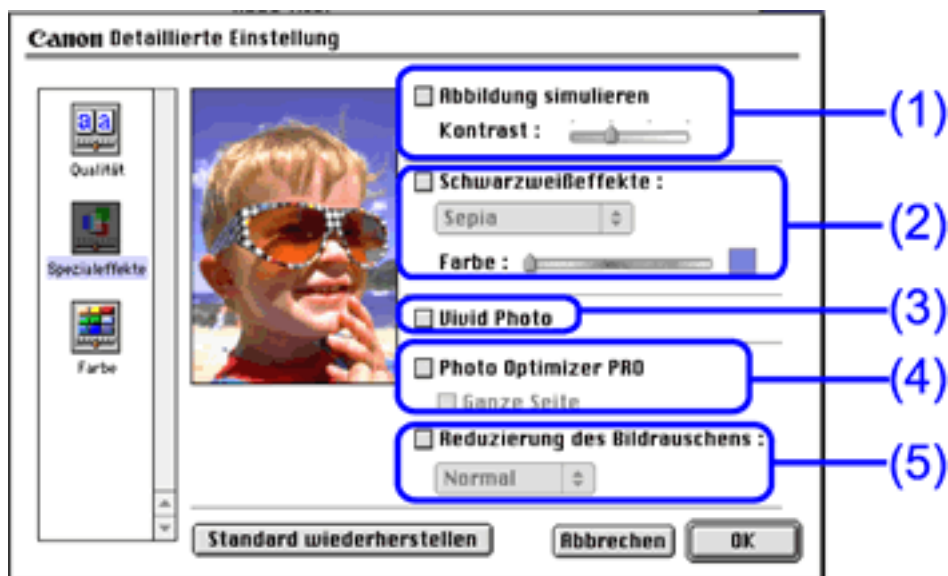 Canon Detaillierte Einstellung
Qualität
Spezialeffekte
Farbe
Abbildung simulieren
Kontrast :
(1)
Schwarzweißeffekte :
Sepia
Farbe :
(2)
Vivid Photo
(3)
Photo Optimizer PRO
Ganze Seite
(4)
Reduzierung des Bildrauschens :
Normal
(5)
Standard wiederherstellen
Abbrechen
OK